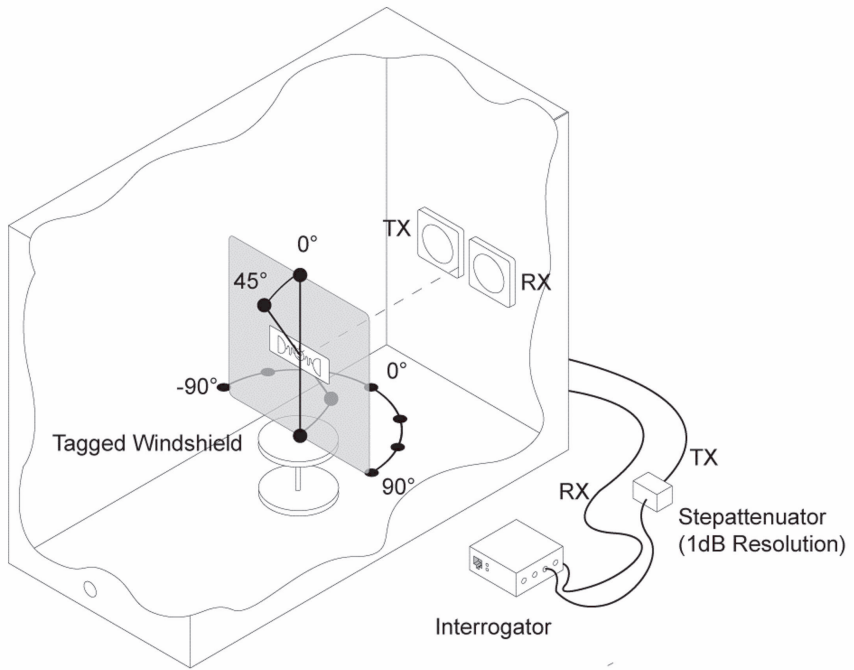 0°
TX
45°
RX
-90°
0°
Tagged Windshield
90°
TX
RX
Stepattenuator
(1dB Resolution)
Interrogator